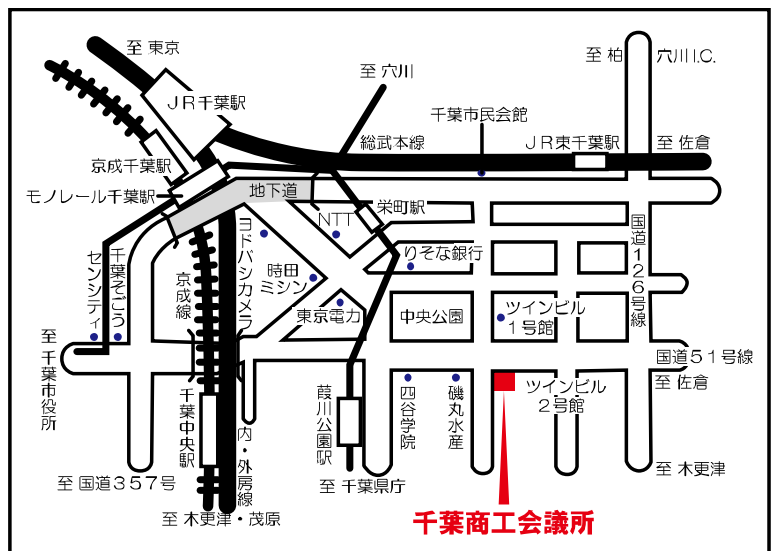 至 東京
至 柏
穴川 I.C.
至 穴川
ＪＲ千葉駅
千葉市民会館
総武本線
ＪＲ東千葉駅
至 佐倉
京成千葉駅
モノレール千葉駅
地下道
栄町駅
NTT
国道１２６号線
ヨドバシカメラ
りそな銀行
千葉そごう
センシティ
時田
ミシン
京成線
東京電力
中央公園
ツインビル
１号館
至 千葉市役所
国道５１号線
至 佐倉
ツインビル
２号館
千葉中央駅
葭川公園駅
四谷学院
磯丸水産
内・外房線
至 木更津
至 国道３５７号
至 千葉県庁
至 木更津・茂原
千葉商工会議所